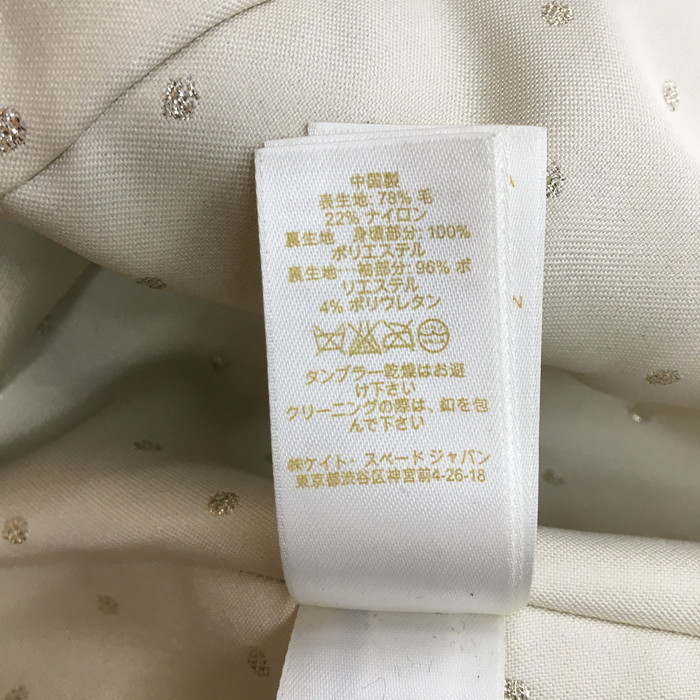 中国製
表生地: 78% 毛
22% ナイロン
裏生地… 身頃部分: 100%
ポリエステル
裏生地…袖部分: 96% ポ
リエステル
4% ポリウレタン
タンブラー乾燥はお避
け下さい
クリーニングの際は、釦を包
んで下さい
㈱ケイト・スペード ジャパン
東京都渋谷区神宮前4-26-18